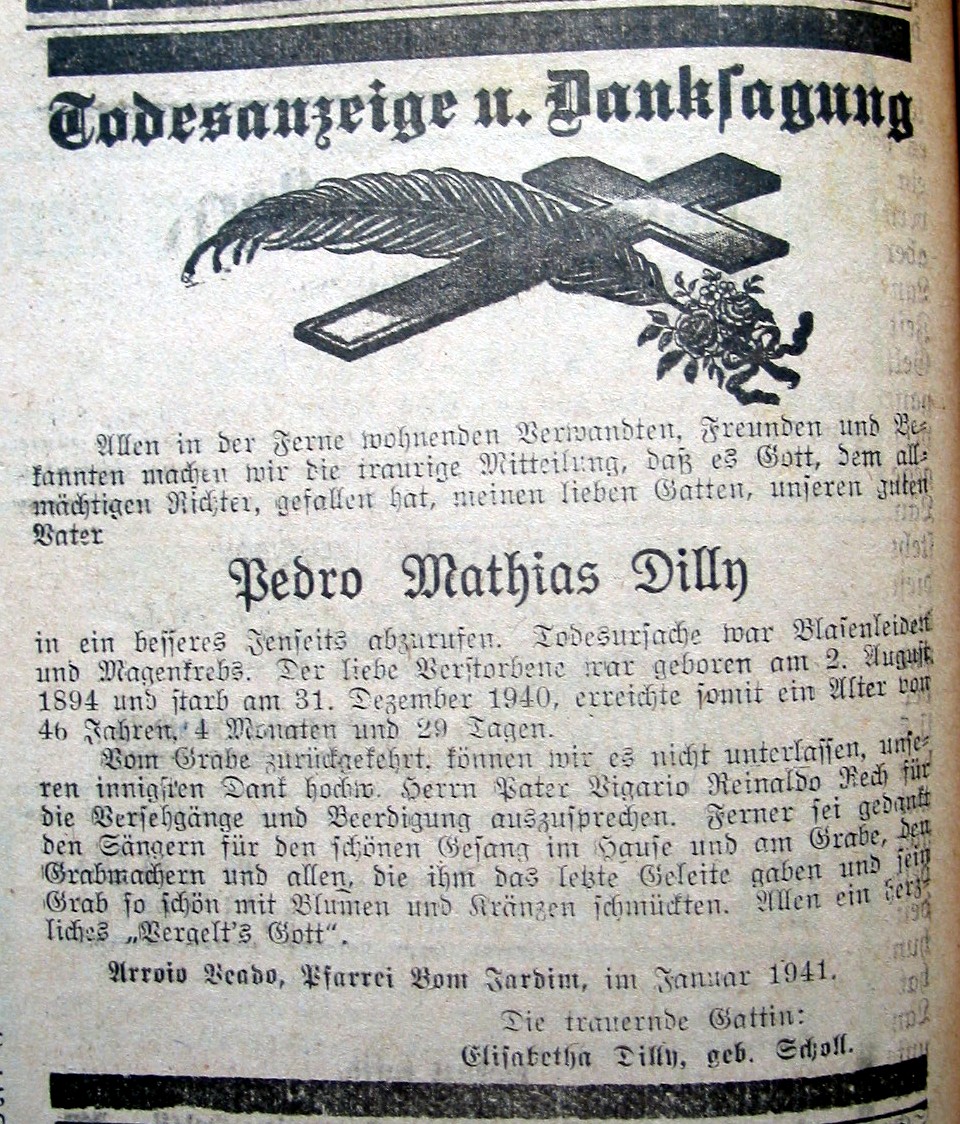 Todesanzeige u. Danksagung
Allen in der Ferne wohnenden Verwandten, Freunden und Be-
kannten machen wir die traurige Mitteilung, daß es Gott, dem all-
mächtigen Richter, gefallen hat, meinen lieben Gatten, unseren guten
Vater
Pedro Mathias Dilly
in ein besseres Jenseits abzurufen. Todesursache war Blasenleiden
und Magenkrebs. Der liebe Verstorbene war geboren am 2. August
1894 und starb am 31. Dezember 1940, erreichte somit ein Alter von
46 Jahren, 4 Monaten und 29 Tagen.
Vom Grabe zurückgekehrt, können wir es nicht unterlassen, unse-
ren innigsten Dank hochw. Herrn Pater Vigario Reinaldo Rech für
die Versehgänge und Beerdigung auszusprechen. Ferner sei gedankt
den Sängern für den schönen Gesang im Hause und am Grabe, den
Grabmachern und allen, die ihm das letzte Geleite gaben und sein
Grab so schön mit Blumen und Kränzen schmückten. Allen ein herz-
liches „Vergelt's Gott“.
Arroio Veado, Pfarrei Bom Jardim, im Januar 1941.
Die trauernde Gattin:
Elisabetha Dilly, geb. Scholl.